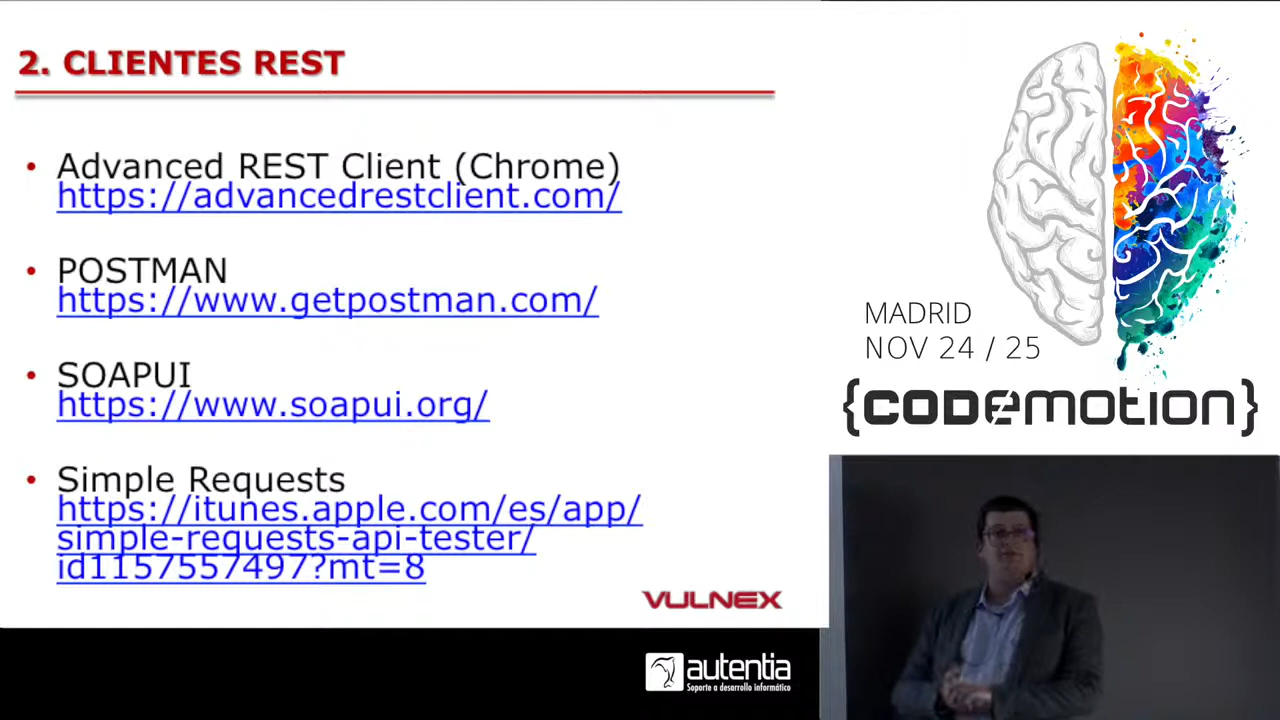 2. CLIENTES REST
• Advanced REST Client (Chrome)
https://advancedrestclient.com/
• POSTMAN
https://www.getpostman.com/
• SOAPUI
https://www.soapui.org/
• Simple Requests
https://itunes.apple.com/es/app/
simple-requests-api-tester/
id1157557497?mt=8
VULNEX
MADRID
NOV 24 / 25
{CODEMOTION}
autentia
Soporte a desarrollo informático